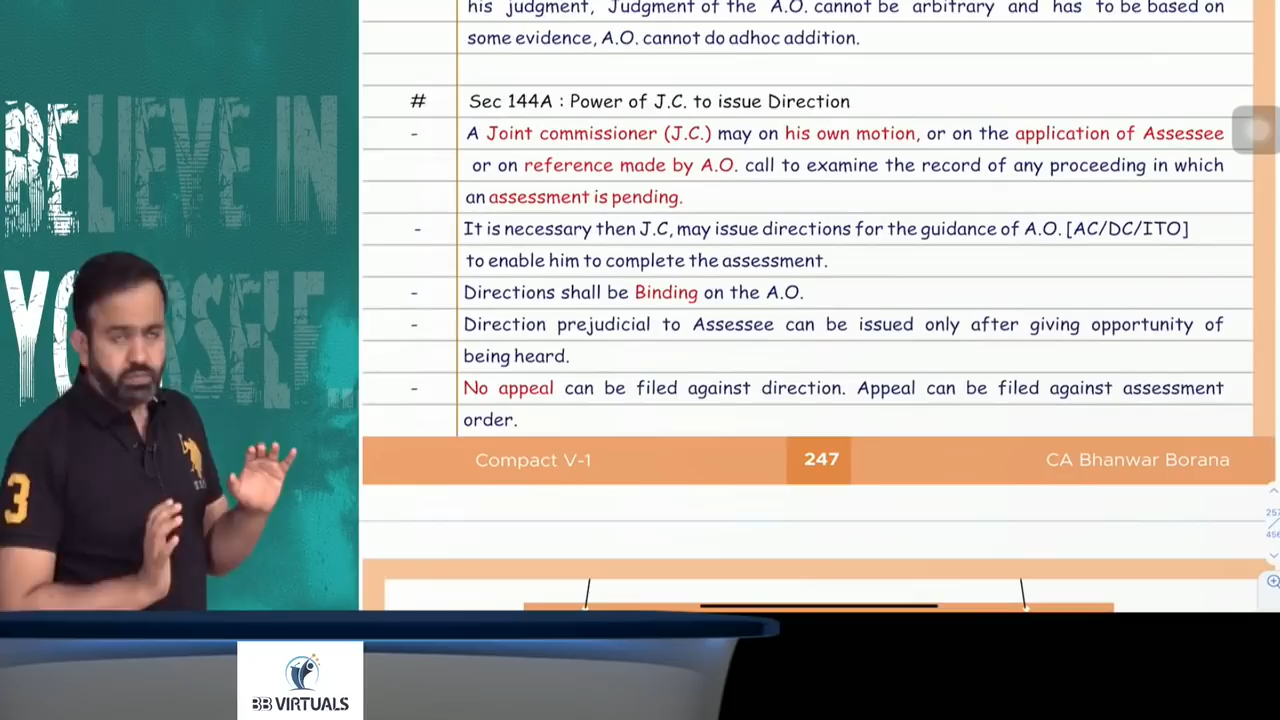 his judgment, Judgment of the A.O. cannot be arbitrary and has to be based on
some evidence, A.O. cannot do adhoc addition.
# Sec 144A : Power of J.C. to issue Direction
- A Joint commissioner (J.C.) may on his own motion, or on the application of Assessee
or on reference made by A.O. call to examine the record of any proceeding in which
an assessment is pending.
- It is necessary then J.C, may issue directions for the guidance of A.O. [AC/DC/ITO]
to enable him to complete the assessment.
- Directions shall be Binding on the A.O.
- Direction prejudicial to Assessee can be issued only after giving opportunity of
being heard.
- No appeal can be filed against direction. Appeal can be filed against assessment
order.
Compact V-1 247 CA Bhanwar Borana
257
456
BELIEVE IN
YOURSELF...
3
BB VIRTUALS